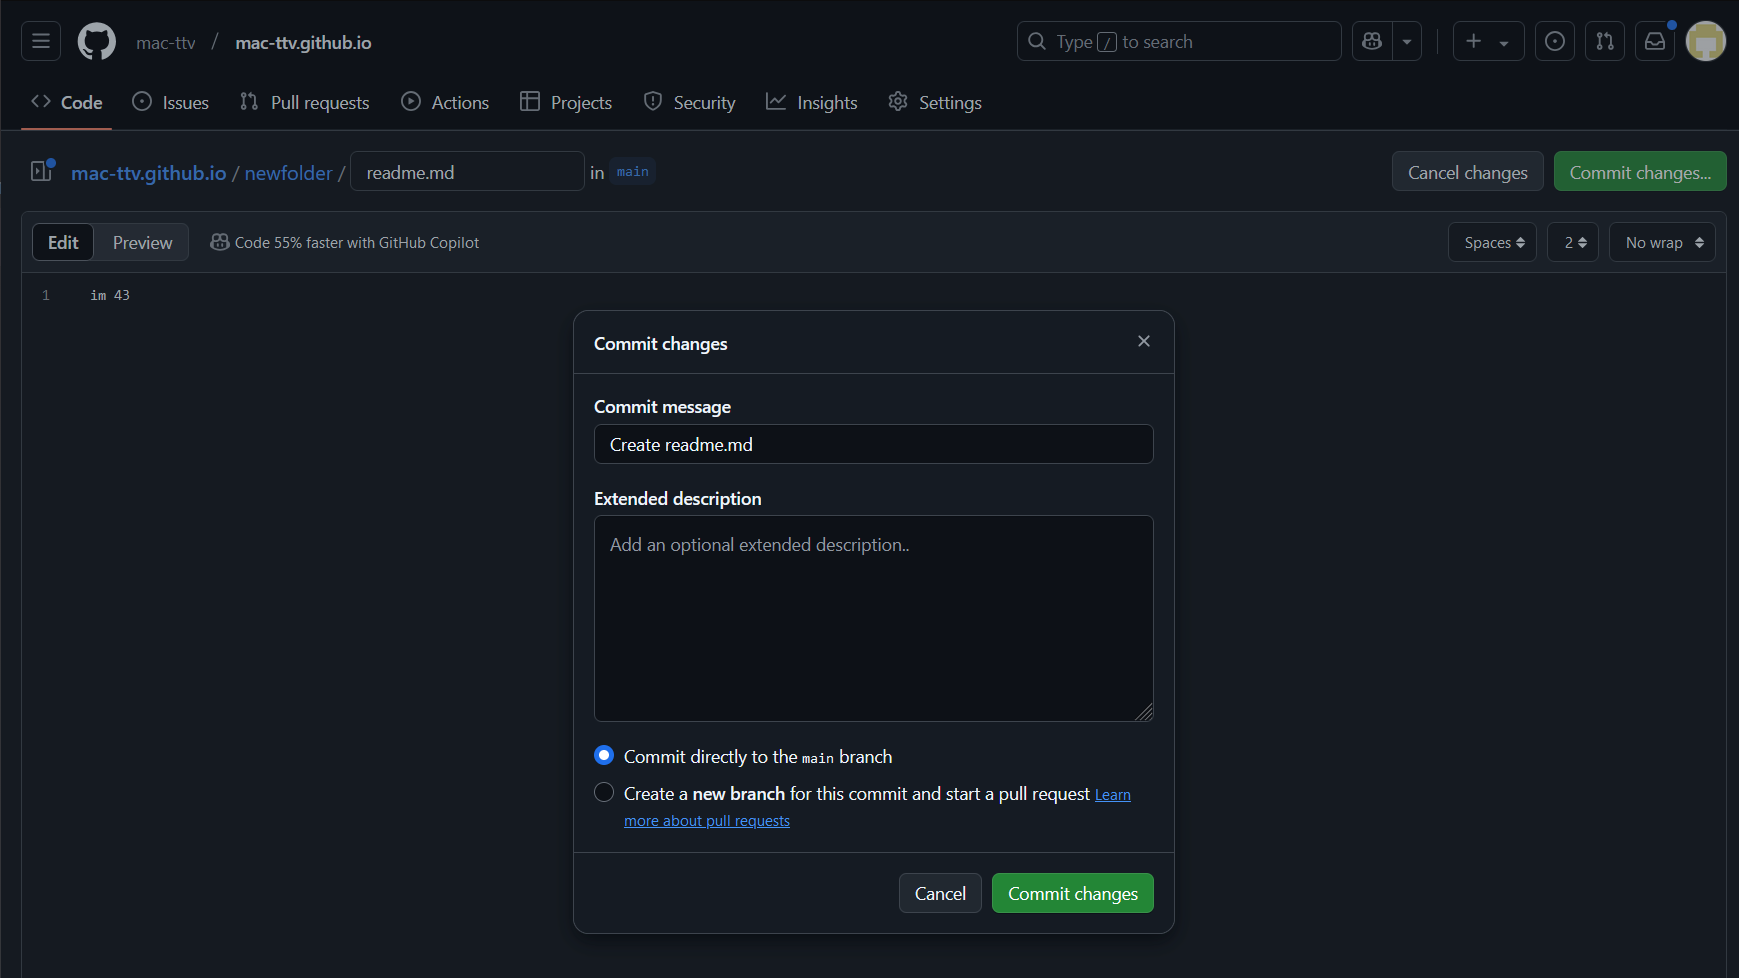 mac-ttv / mac-ttv.github.io
Type / to search
Code
Issues
Pull requests
Actions
Projects
Security
Insights
Settings
mac-ttv.github.io / newfolder / readme.md in main
Cancel changes
Commit changes...
Edit
Preview
Code 55% faster with GitHub Copilot
Spaces
2
No wrap
1 im 43
Commit changes
Commit message
Create readme.md
Extended description
Add an optional extended description..
Commit directly to the main branch
Create a new branch for this commit and start a pull request Learn
more about pull requests
Cancel
Commit changes